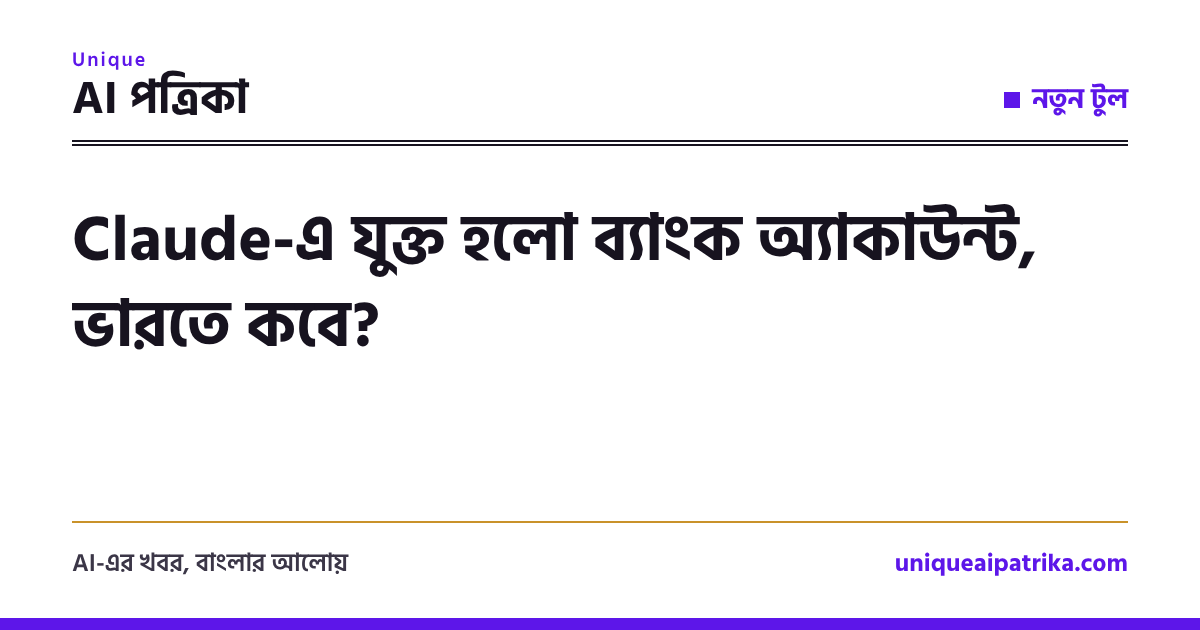 Unique
AI পত্রিকা
নতুন টুল
Claude-এ যুক্ত হলো ব্যাংক অ্যাকাউন্ট,
ভারতে কবে?
AI-এর খবর, বাংলার আলোয়
uniqueaipatrika.com